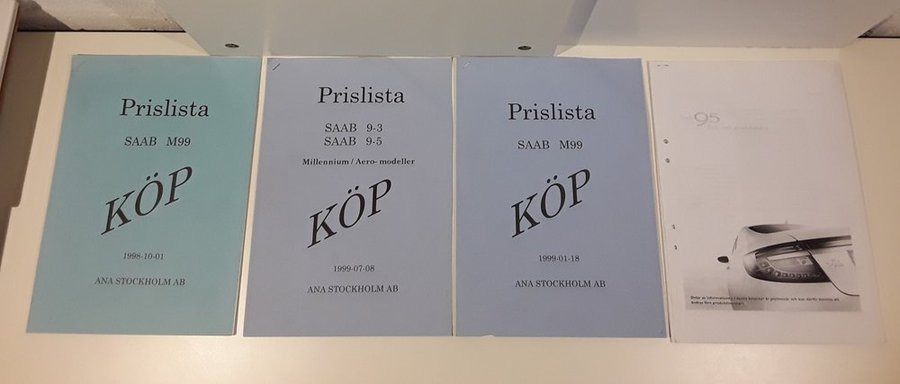 Prislista
SAAB M99
KÖP
1998-10-01
ANA STOCKHOLM AB
Prislista
SAAB 9-3
SAAB 9-5
Millennium / Aero- modeller
KÖP
1999-07-08
ANA STOCKHOLM AB
Prislista
SAAB M99
KÖP
1999-01-18
ANA STOCKHOLM AB
95